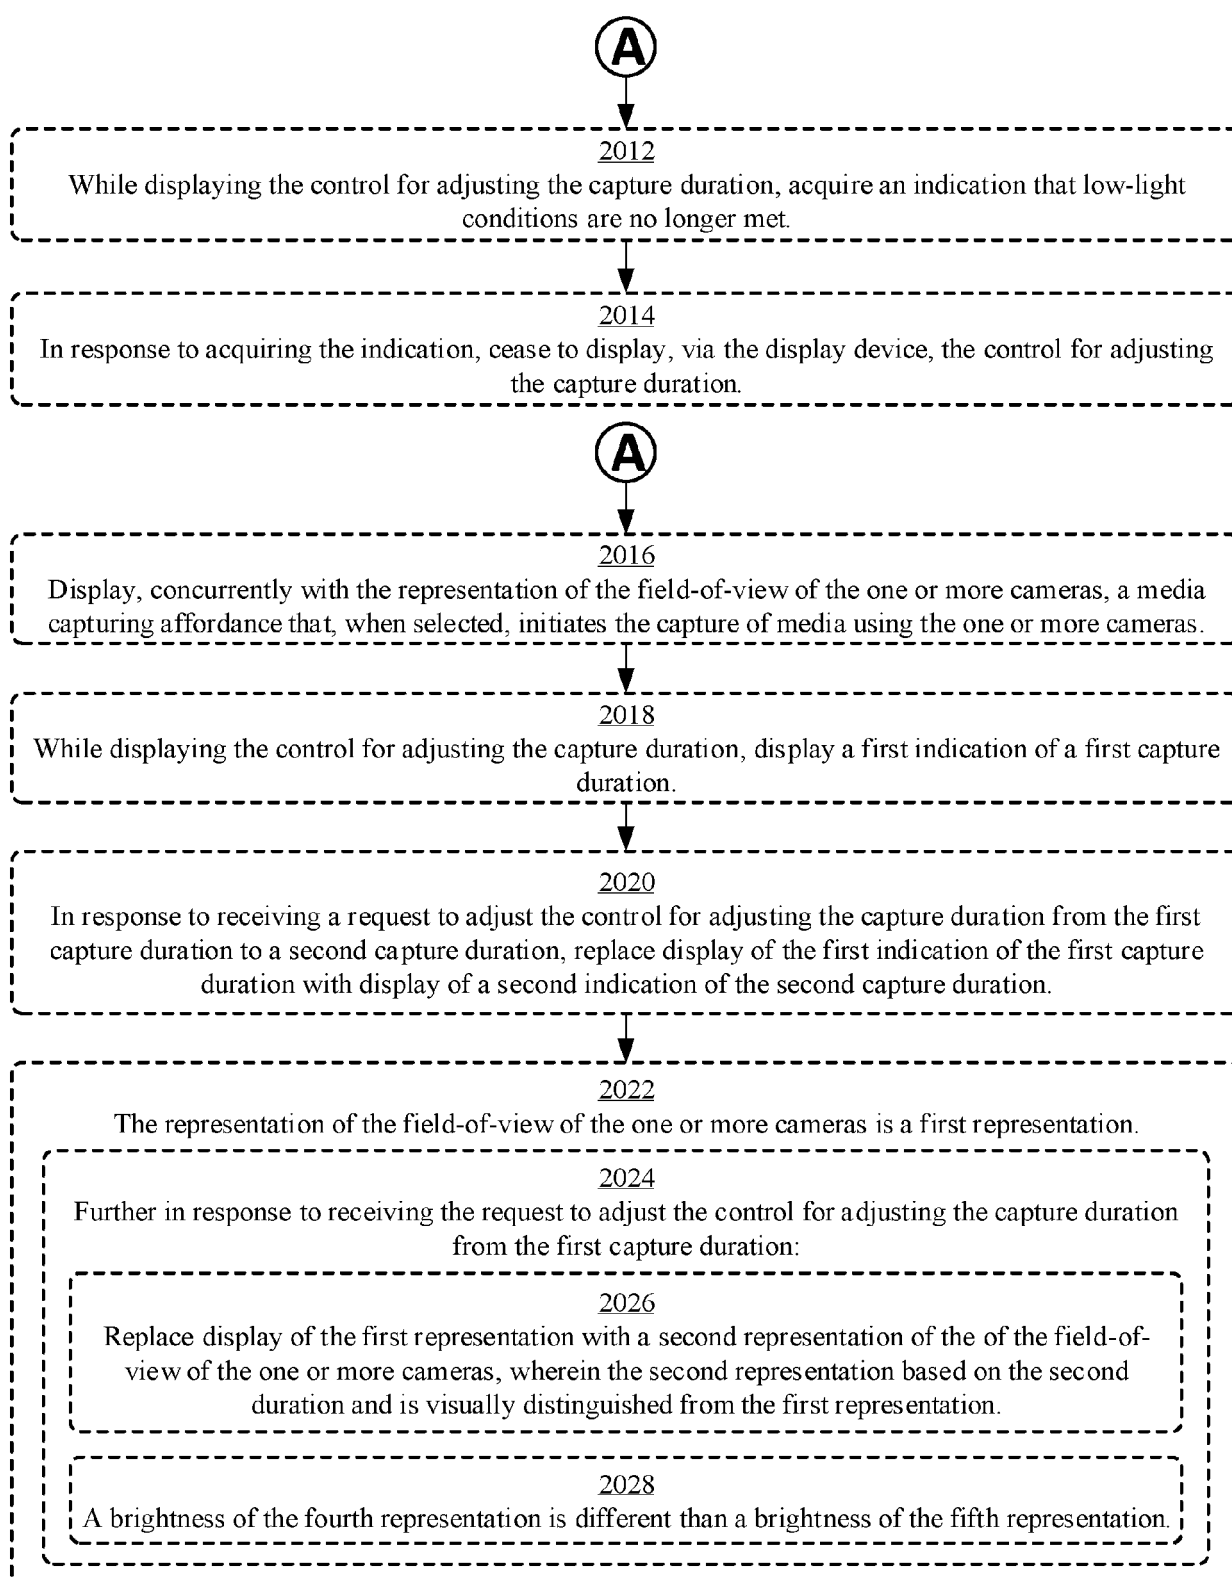 A
2012
While displaying the control for adjusting the capture duration, acquire an indication that low-light
conditions are no longer met.
2014
In response to acquiring the indication, cease to display, via the display device, the control for adjusting
the capture duration.
A
2016
Display, concurrently with the representation of the field-of-view of the one or more cameras, a media
capturing affordance that, when selected, initiates the capture of media using the one or more cameras.
2018
While displaying the control for adjusting the capture duration, display a first indication of a first capture
duration.
2020
In response to receiving a request to adjust the control for adjusting the capture duration from the first
capture duration to a second capture duration, replace display of the first indication of the first capture
duration with display of a second indication of the second capture duration.
2022
The representation of the field-of-view of the one or more cameras is a first representation.
2024
Further in response to receiving the request to adjust the control for adjusting the capture duration
from the first capture duration:
2026
Replace display of the first representation with a second representation of the of the field-of-
view of the one or more cameras, wherein the second representation based on the second
duration and is visually distinguished from the first representation.
2028
A brightness of the fourth representation is different than a brightness of the fifth representation.